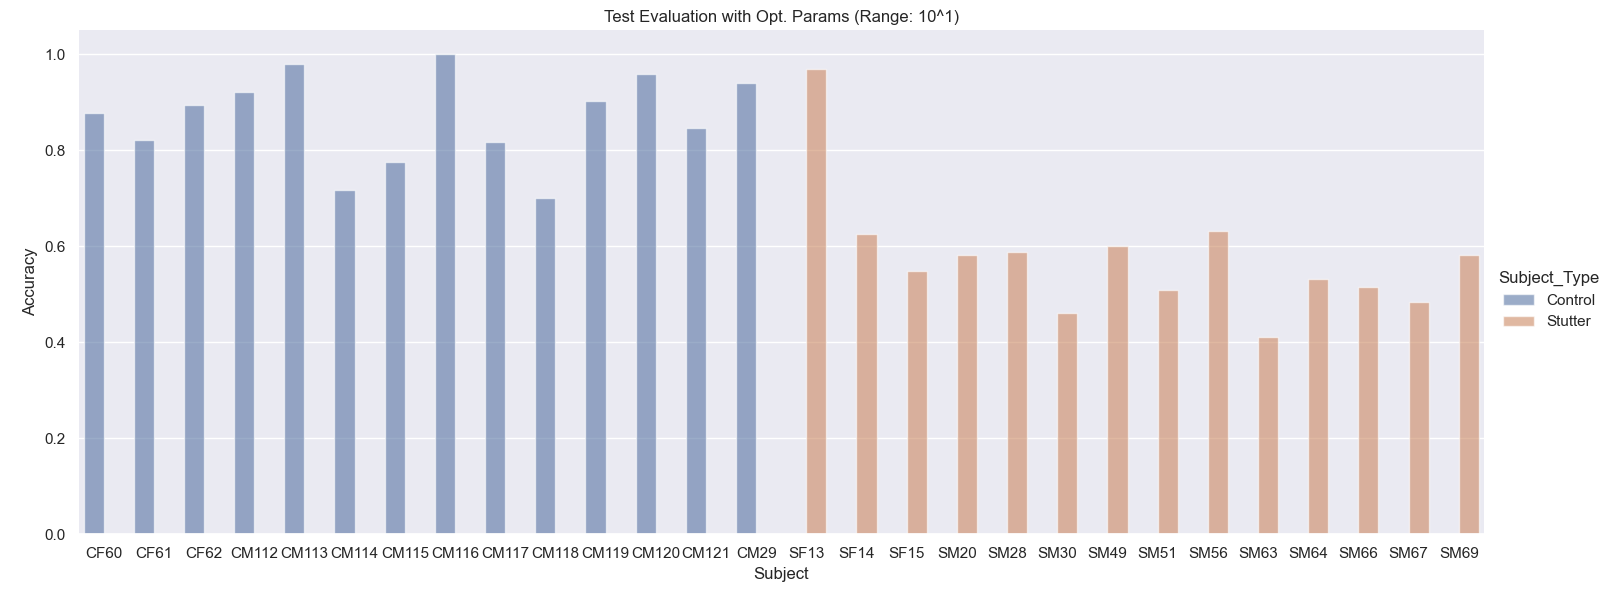 Test Evaluation with Opt. Params (Range: 10^1)
1.0
0.8
0.6
0.4
0.2
0.0
Accuracy
CF60 CF61 CF62 CM112 CM113 CM114 CM115 CM116 CM117 CM118 CM119 CM120 CM121 CM29 SF13 SF14 SF15 SM20 SM28 SM30 SM49 SM51 SM56 SM63 SM64 SM66 SM67 SM69
Subject
Subject_Type
Control
Stutter